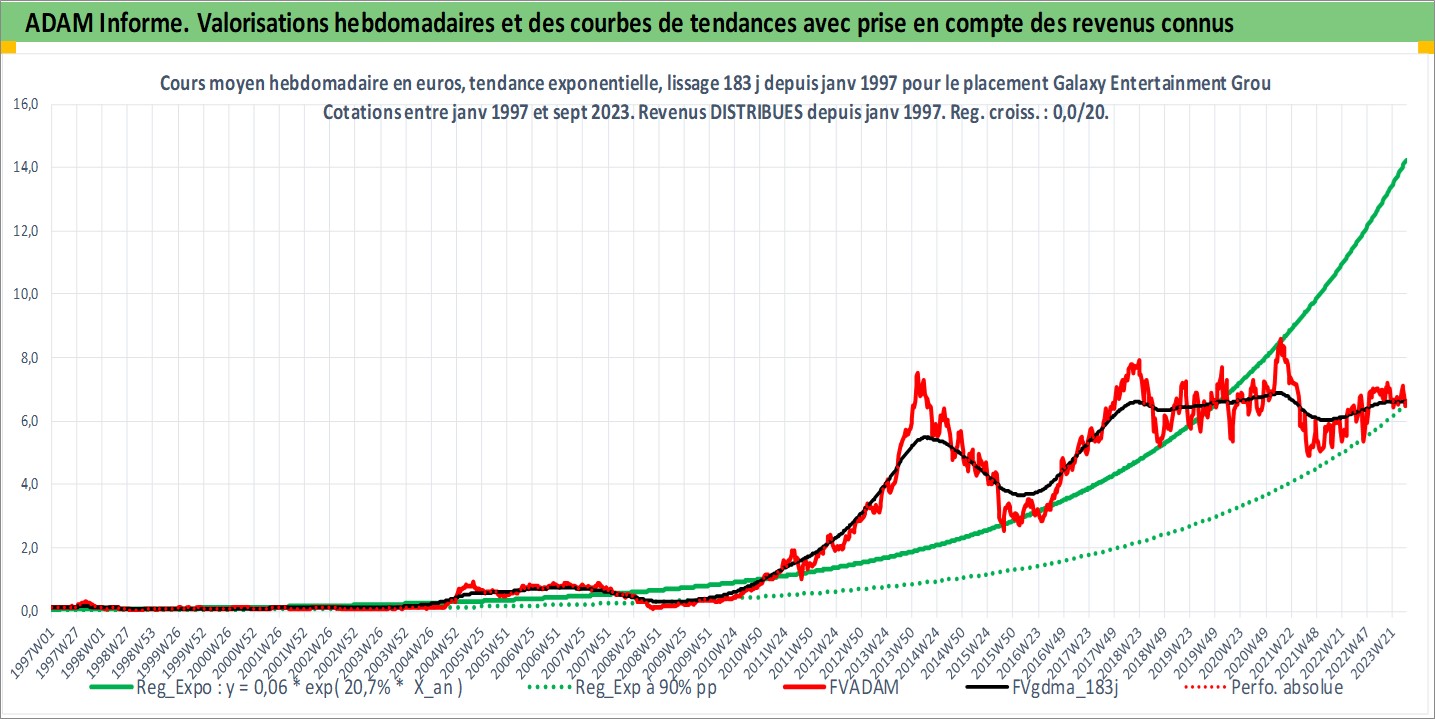 ADAM Informe. Valorisations hebdomadaires et des courbes de tendances avec prise en compte des revenus connus
Cours moyen hebdomadaire en euros, tendance exponentielle, lissage 183 j depuis janv 1997 pour le placement Galaxy Entertainment Grou
Cotations entre janv 1997 et sept 2023. Revenus DISTRIBUES depuis janv 1997. Reg. croiss. : 0,0/20.
16,0
14,0
12,0
10,0
8,0
6,0
4,0
2,0
0,0
1997W01 1997W27 1998W01 1998W27 1998W53 1999W26 1999W52 2000W26 2000W52 2001W26 2001W52 2002W26 2002W52 2003W26 2003W52 2004W26 2004W52 2005W25 2005W51 2006W25 2006W51 2007W25 2007W51 2008W25 2008W51 2009W25 2009W51 2010W24 2010W50 2011W24 2011W50 2012W24 2012W50 2013W24 2013W50 2014W24 2014W50 2015W24 2015W50 2016W23 2016W49 2017W23 2017W49 2018W23 2018W49 2019W23 2019W49 2020W23 2020W49 2021W22 2021W48 2022W21 2022W47 2023W21
Reg_Expo : y = 0,06 * exp( 20,7% * X_an ) Reg_Exp à 90% pp FVADAM FVgdma_183j Perfo. absolue